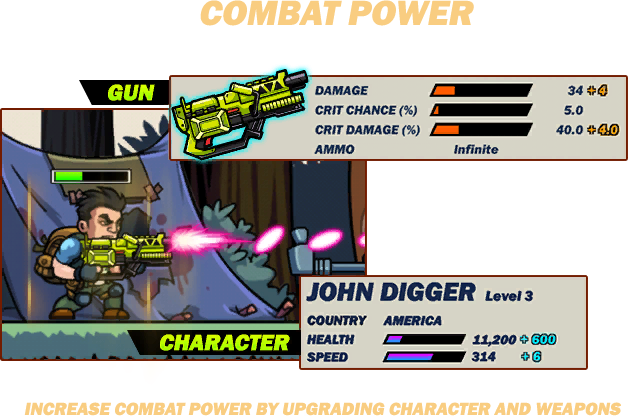 COMBAT POWER
GUN
DAMAGE 34 +4
CRIT CHANCE (%) 5.0
CRIT DAMAGE (%) 40.0 +4.0
AMMO Infinite
JOHN DIGGER Level 3
COUNTRY AMERICA
HEALTH 11,200 +600
SPEED 314 +6
CHARACTER
INCREASE COMBAT POWER BY UPGRADING CHARACTER AND WEAPONS